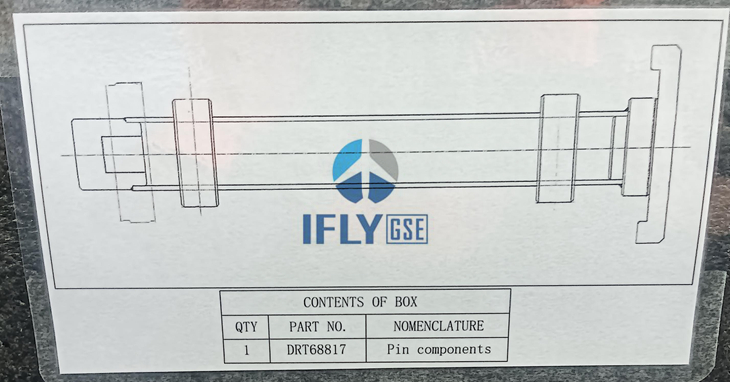 IFLY GSE
CONTENTS OF BOX
QTY PART NO. NOMENCLATURE
1 DRT68817 Pin components